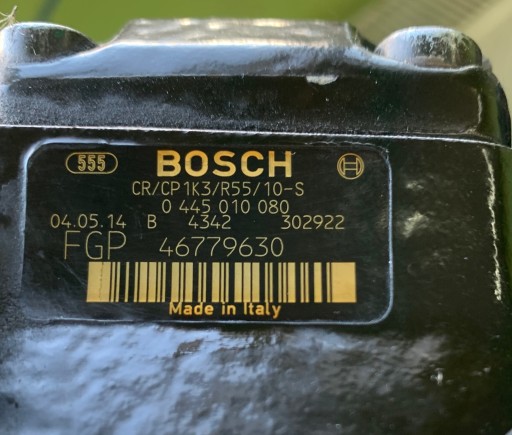 555 BOSCH
CR/CP1K3/R55/10-S
0 445 010 080
04.05.14 B 4342 302922
FGP 46779630
Made in Italy